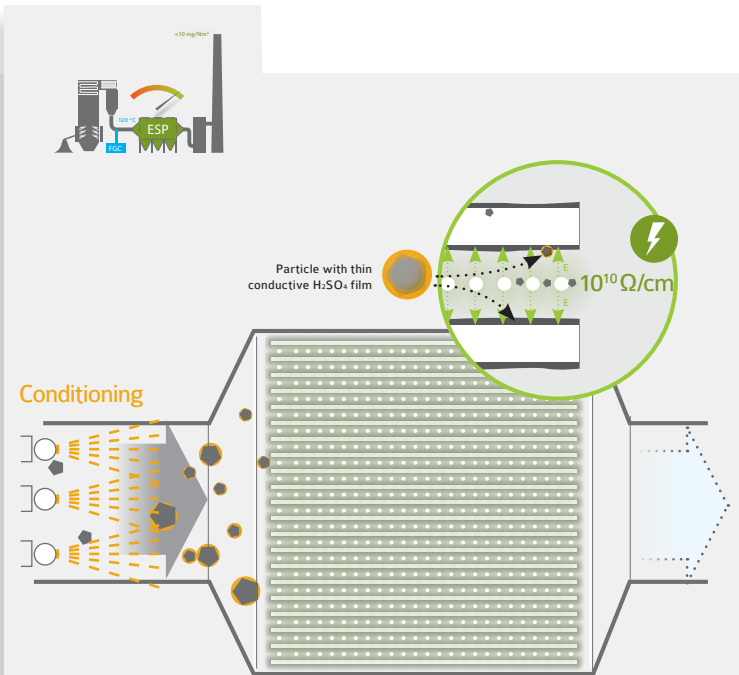 <10 mg/Nm³
120 °C
ESP
FGC
Particle with thin
conductive H₂SO₄ film
E
E
10¹⁰ Ω/cm
Conditioning